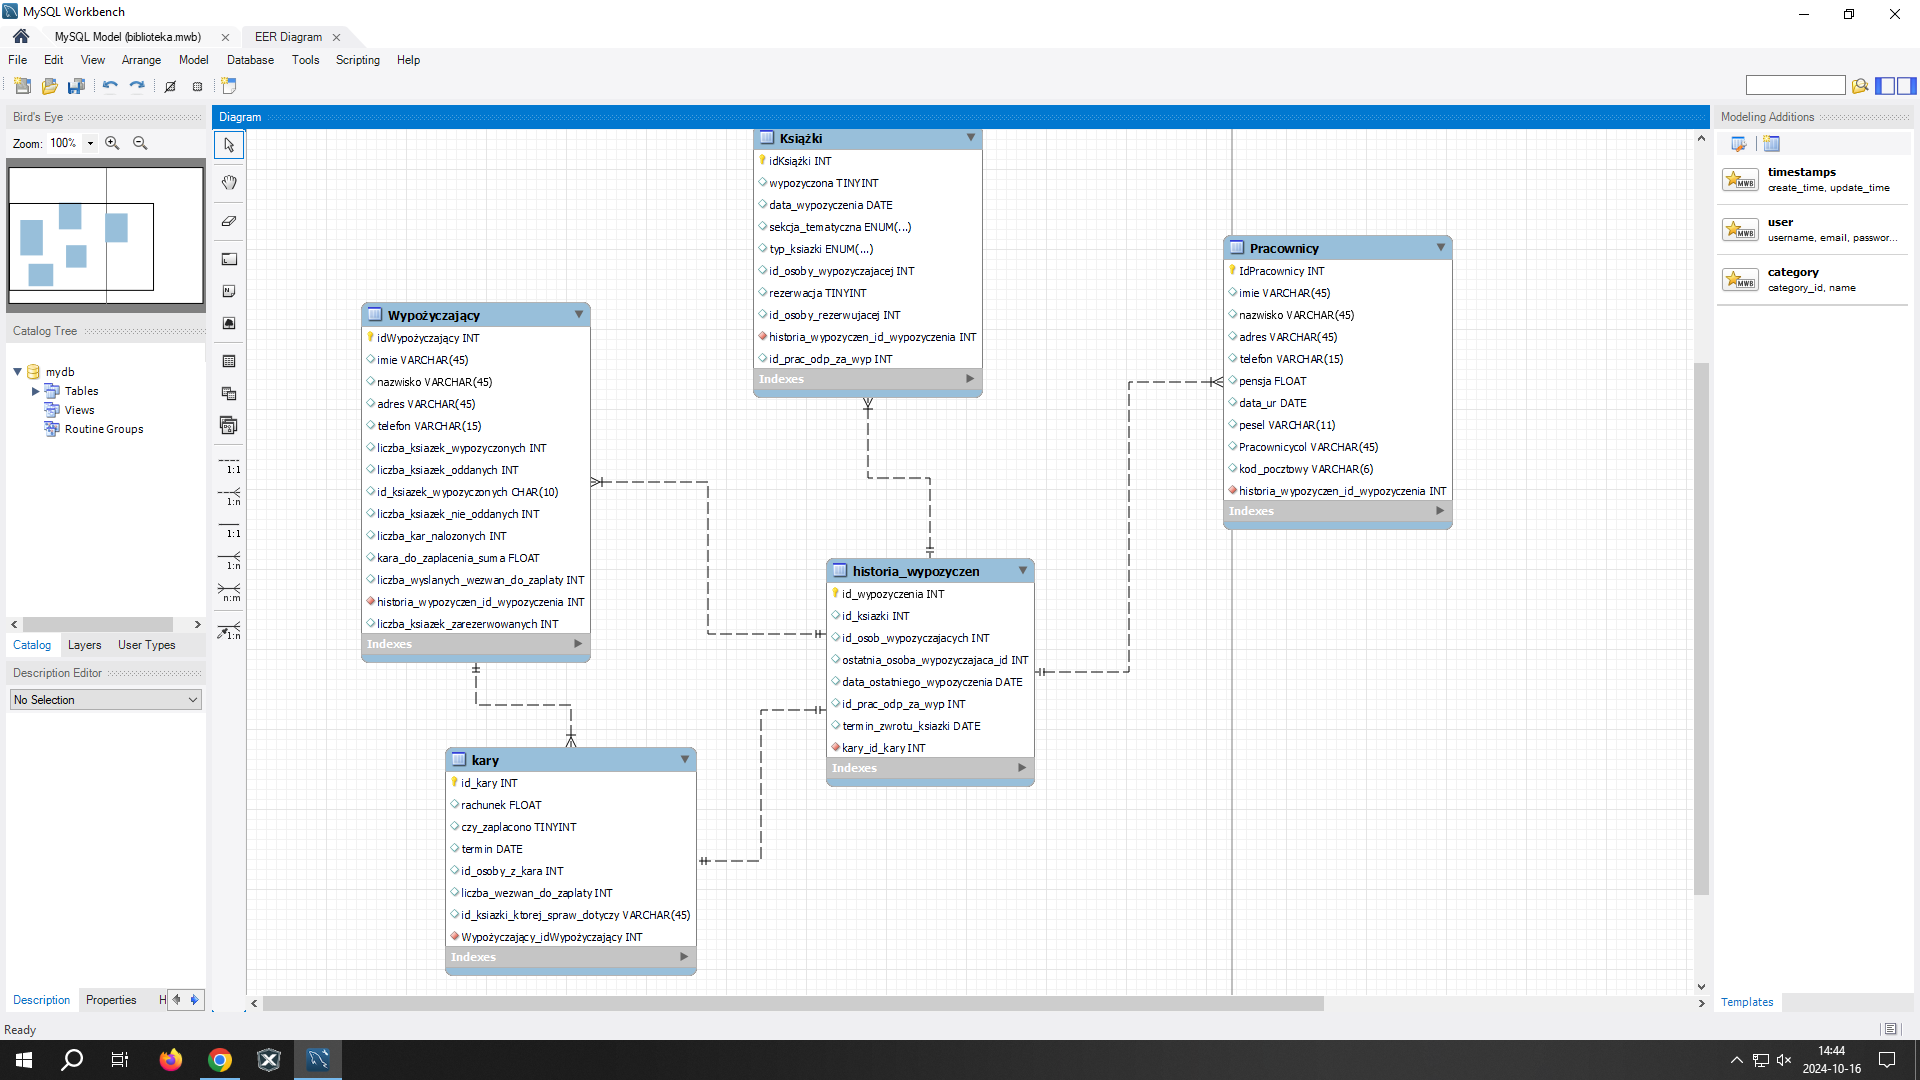 MySQL Workbench
MySQL Model (biblioteka.mwb)
EER Diagram
File Edit View Arrange Model Database Tools Scripting Help
Bird's Eye
Zoom: 100%
Catalog Tree
mydb
Tables
Views
Routine Groups
Catalog Layers User Types
Description Editor
No Selection
Description Properties H
Ready
Diagram
1:1
1:n
1:1
1:n
n:m
1:n
Książki
idKsiążki INT
wypozyczona TINYINT
data_wypozyczenia DATE
sekcja_tematyczna ENUM(...)
typ_ksiazki ENUM(...)
id_osoby_wypozyczajacej INT
rezerwacja TINYINT
id_osoby_rezerwujacej INT
historia_wypozyczen_id_wypozyczenia INT
id_prac_odp_za_wyp INT
Indexes
Pracownicy
IdPracownicy INT
imie VARCHAR(45)
nazwisko VARCHAR(45)
adres VARCHAR(45)
telefon VARCHAR(15)
pensja FLOAT
data_ur DATE
pesel VARCHAR(11)
Pracownicycol VARCHAR(45)
kod_pocztowy VARCHAR(6)
historia_wypozyczen_id_wypozyczenia INT
Indexes
Wypożyczający
idWypożyczający INT
imie VARCHAR(45)
nazwisko VARCHAR(45)
adres VARCHAR(45)
telefon VARCHAR(15)
liczba_ksiazek_wypozyczonych INT
liczba_ksiazek_oddanych INT
id_ksiazek_wypozyczonych CHAR(10)
liczba_ksiazek_nie_oddanych INT
liczba_kar_nalozonych INT
kara_do_zaplacenia_suma FLOAT
liczba_wyslanych_wezwan_do_zaplaty INT
historia_wypozyczen_id_wypozyczenia INT
liczba_ksiazek_zarezerwowanych INT
Indexes
historia_wypozyczen
id_wypozyczenia INT
id_ksiazki INT
id_osob_wypozyczajacych INT
ostatnia_osoba_wypozyczajaca_id INT
data_ostatniego_wypozyczenia DATE
id_prac_odp_za_wyp INT
termin_zwrotu_ksiazki DATE
kary_id_kary INT
Indexes
kary
id_kary INT
rachunek FLOAT
czy_zaplacono TINYINT
termin DATE
id_osoby_z_kara INT
liczba_wezwan_do_zaplaty INT
id_ksiazki_ktorej_spraw_dotyczy VARCHAR(45)
Wypożyczający_idWypożyczający INT
Indexes
Modeling Additions
MWB
timestamps
create_time, update_time
MWB
user
username, email, passwor...
MWB
category
category_id, name
Templates
14:44
2024-10-16